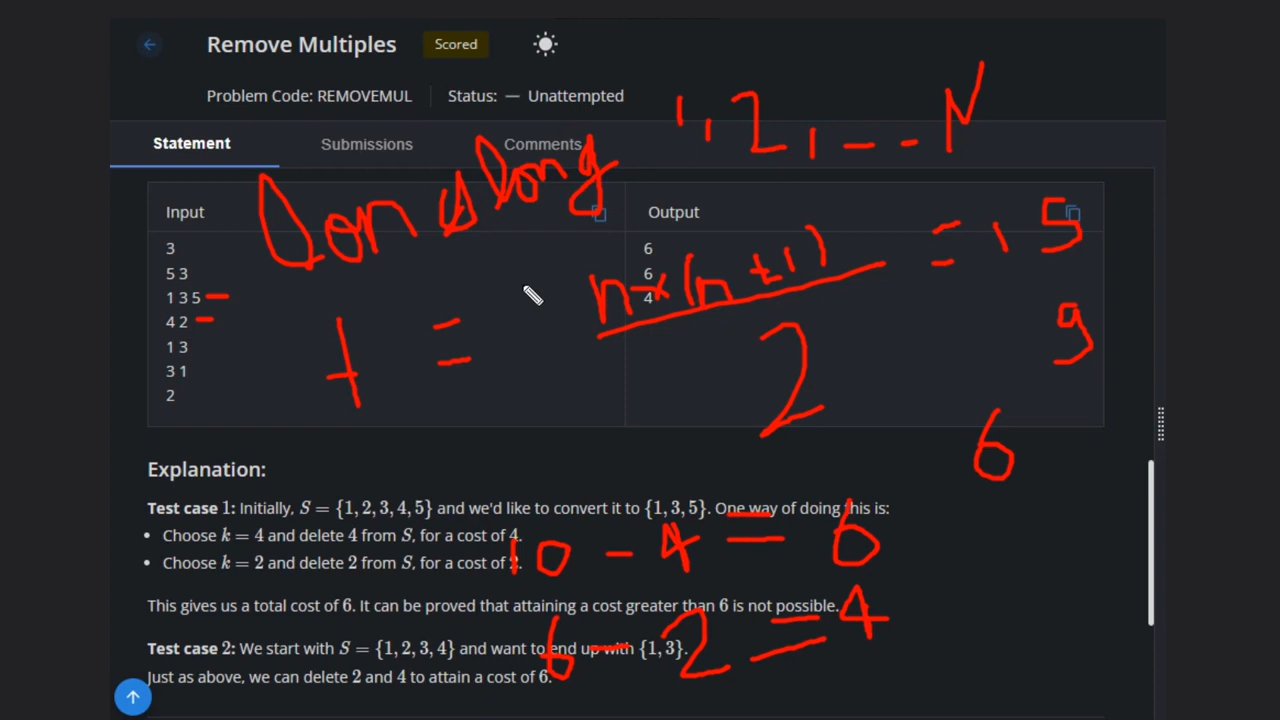 Remove Multiples Scored
Problem Code: REMOVEMUL Status: — Unattempted
1, 2, -- N
Statement Submissions Comments
long long
Input Output
3 6
5 3 6
1 3 5 4
4 2
1 3
3 1
2
t = n*(n+1) / 2 = 15
9
6
Explanation:
Test case 1: Initially, S = {1, 2, 3, 4, 5} and we'd like to convert it to {1, 3, 5}. One way of doing this is:
• Choose k = 4 and delete 4 from S, for a cost of 4.
• Choose k = 2 and delete 2 from S, for a cost of 2.
10 - 4 = 6
This gives us a total cost of 6. It can be proved that attaining a cost greater than 6 is not possible.
6 - 2 = 4
Test case 2: We start with S = {1, 2, 3, 4} and want to end up with {1, 3}.
Just as above, we can delete 2 and 4 to attain a cost of 6.